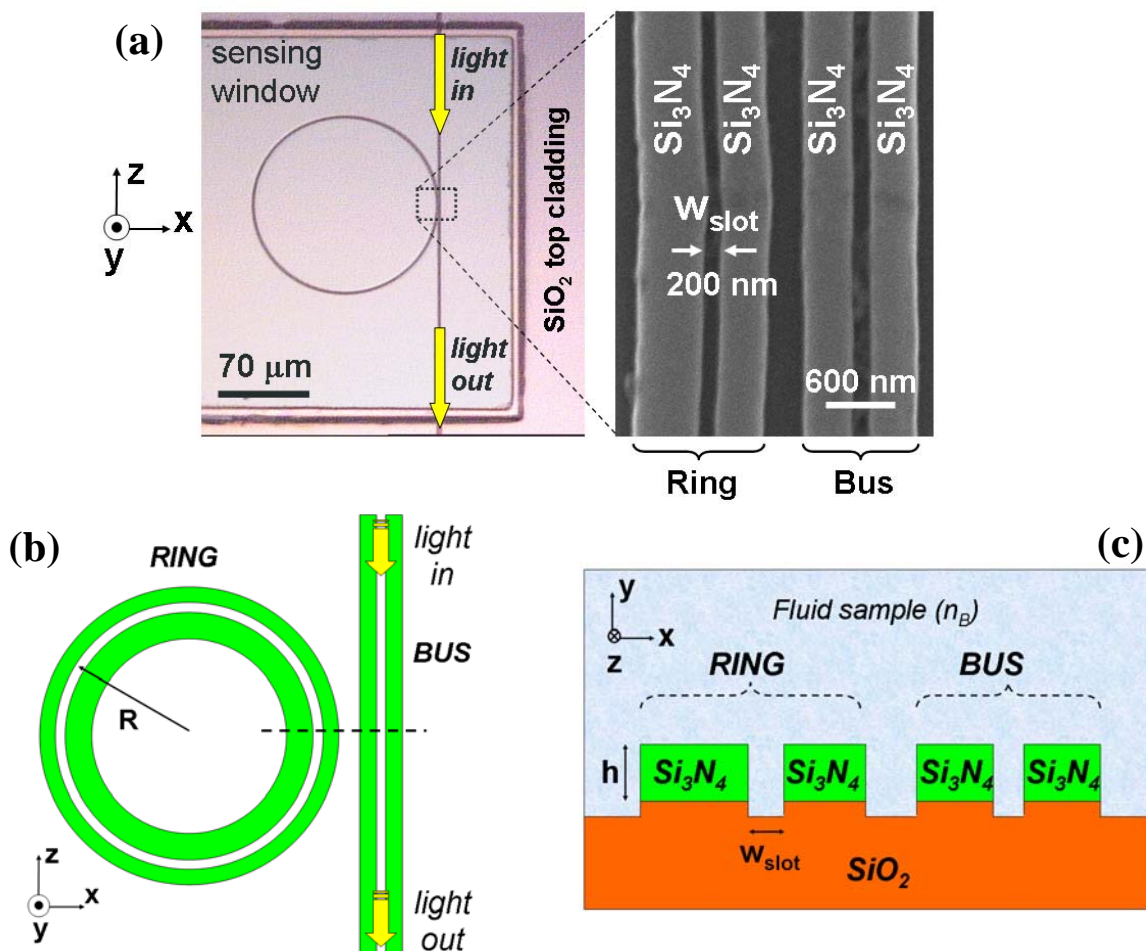 (a)
sensing
window
light
in
z
x
y
light
out
70 μm
SiO₂ top cladding
Si₃N₄
Si₃N₄
Si₃N₄
Si₃N₄
Wslot
200 nm
600 nm
Ring
Bus
(b)
RING
light
in
BUS
R
z
x
y
light
out
(c)
y
x
z
Fluid sample (nB)
RING
BUS
h
Si₃N₄
Si₃N₄
Si₃N₄
Si₃N₄
wslot
SiO₂